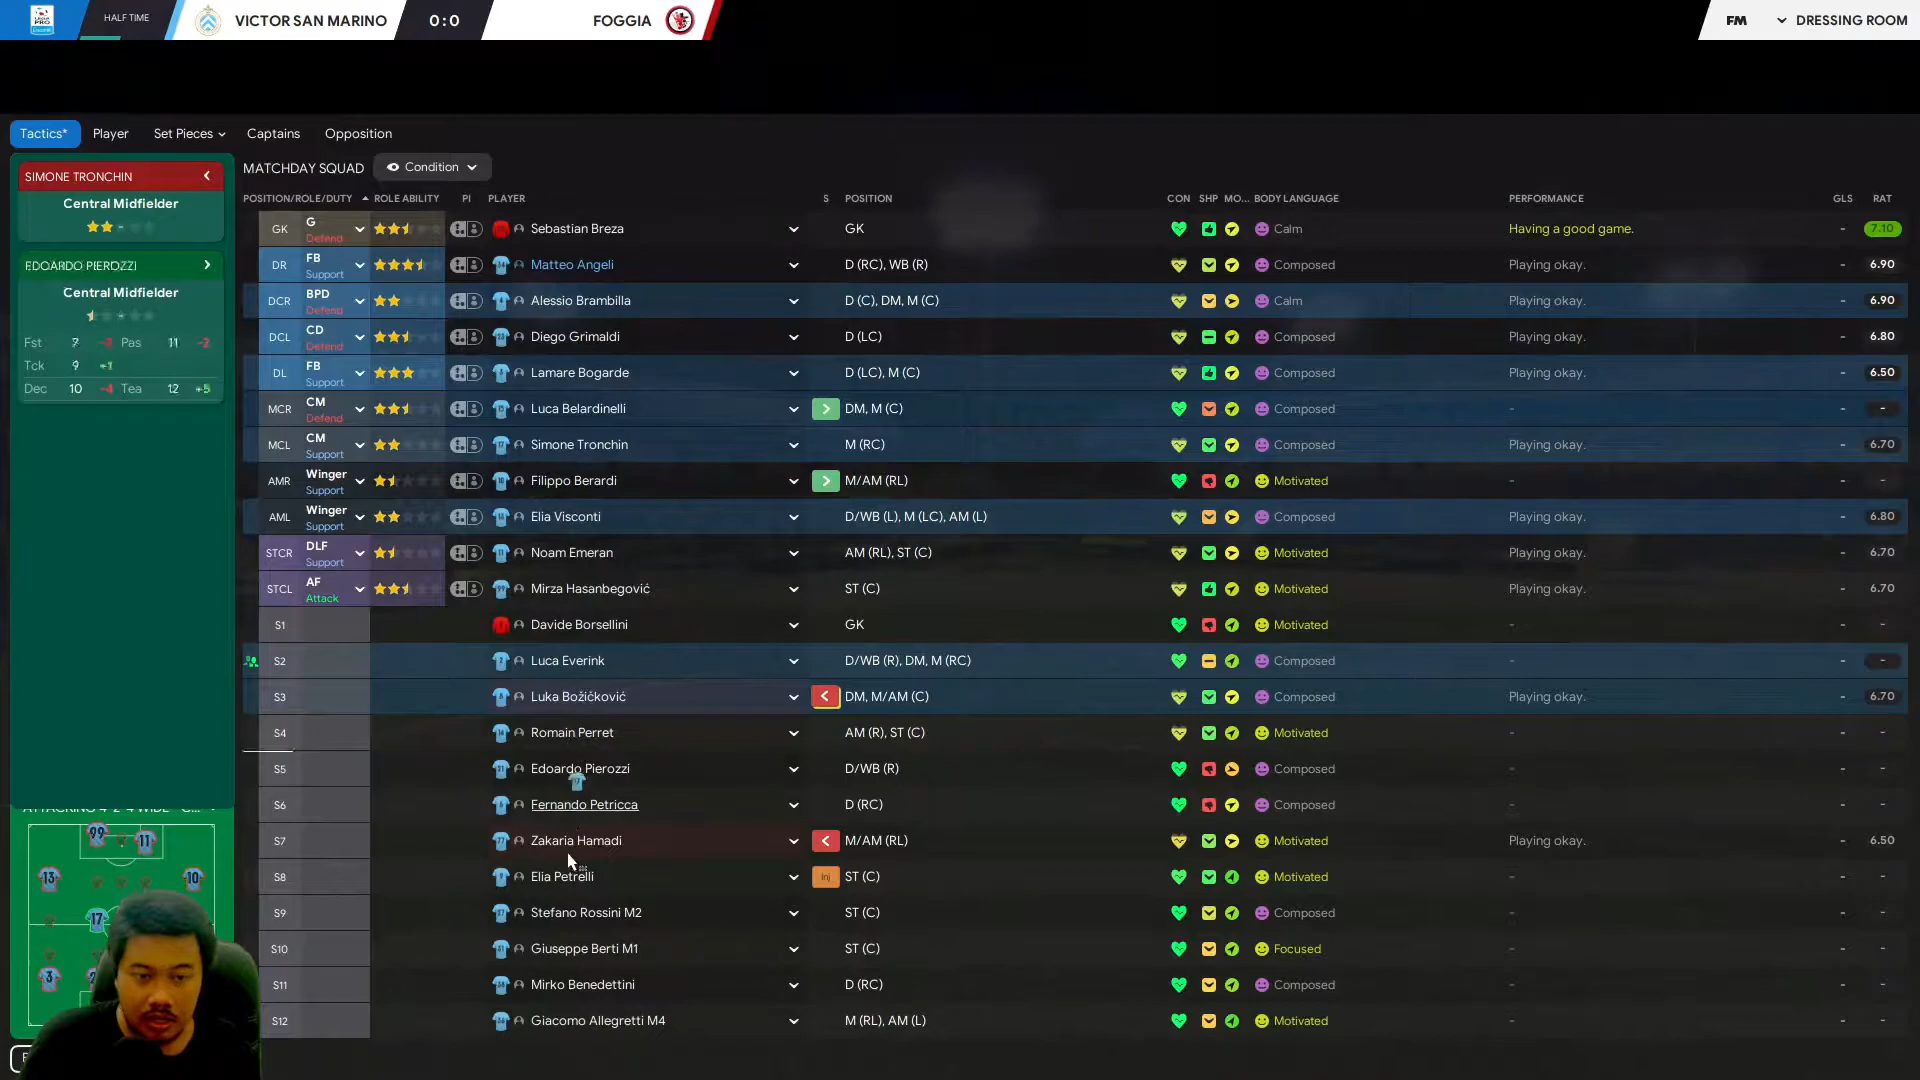 HALF TIME
VICTOR SAN MARINO
0 : 0
FOGGIA
FM
DRESSING ROOM
Tactics*
Player
Set Pieces
Captains
Opposition
SIMONE TRONCHIN
Central Midfielder
EDOARDO PIEROZZI
Central Midfielder
Fst 7 Pas 11 -2
Tck 9 +1
Dec 10 -4 Tea 12 +5
MATCHDAY SQUAD
Condition
POSITION/ROLE/DUTY ROLE ABILITY PI PLAYER S POSITION CON SHP MO... BODY LANGUAGE PERFORMANCE GLS RAT
GK G Defend Sebastian Breza GK Calm Having a good game. - 7.10
DR FB Support Matteo Angeli D (RC), WB (R) Composed Playing okay. - 6.90
DCR BPD Defend Alessio Brambilla D (C), DM, M (C) Calm Playing okay. - 6.90
DCL CD Defend Diego Grimaldi D (LC) Composed Playing okay. - 6.80
DL FB Support Lamare Bogarde D (LC), M (C) Composed Playing okay. - 6.50
MCR CM Defend Luca Belardinelli DM, M (C) Composed - - -
MCL CM Support Simone Tronchin M (RC) Composed Playing okay. - 6.70
AMR Winger Support Filippo Berardi M/AM (RL) Motivated - - -
AML Winger Support Elia Visconti D/WB (L), M (LC), AM (L) Composed Playing okay. - 6.80
STCR DLF Support Noam Emeran AM (RL), ST (C) Motivated Playing okay. - 6.70
STCL AF Attack Mirza Hasanbegović ST (C) Motivated Playing okay. - 6.70
S1 Davide Borsellini GK Motivated - - -
S2 Luca Everink D/WB (R), DM, M (RC) Composed - - -
S3 Luka Božičković DM, M/AM (C) Composed Playing okay. - 6.70
S4 Romain Perret AM (R), ST (C) Motivated - - -
S5 Edoardo Pierozzi D/WB (R) Composed - - -
S6 Fernando Petricca D (RC) Composed - - -
S7 Zakaria Hamadi M/AM (RL) Motivated Playing okay. - 6.50
S8 Elia Petrelli Inj ST (C) Motivated - - -
S9 Stefano Rossini M2 ST (C) Composed - - -
S10 Giuseppe Berti M1 ST (C) Focused - - -
S11 Mirko Benedettini D (RC) Composed - - -
S12 Giacomo Allegretti M4 M (RL), AM (L) Motivated - - -
99 11
13 10
17
3